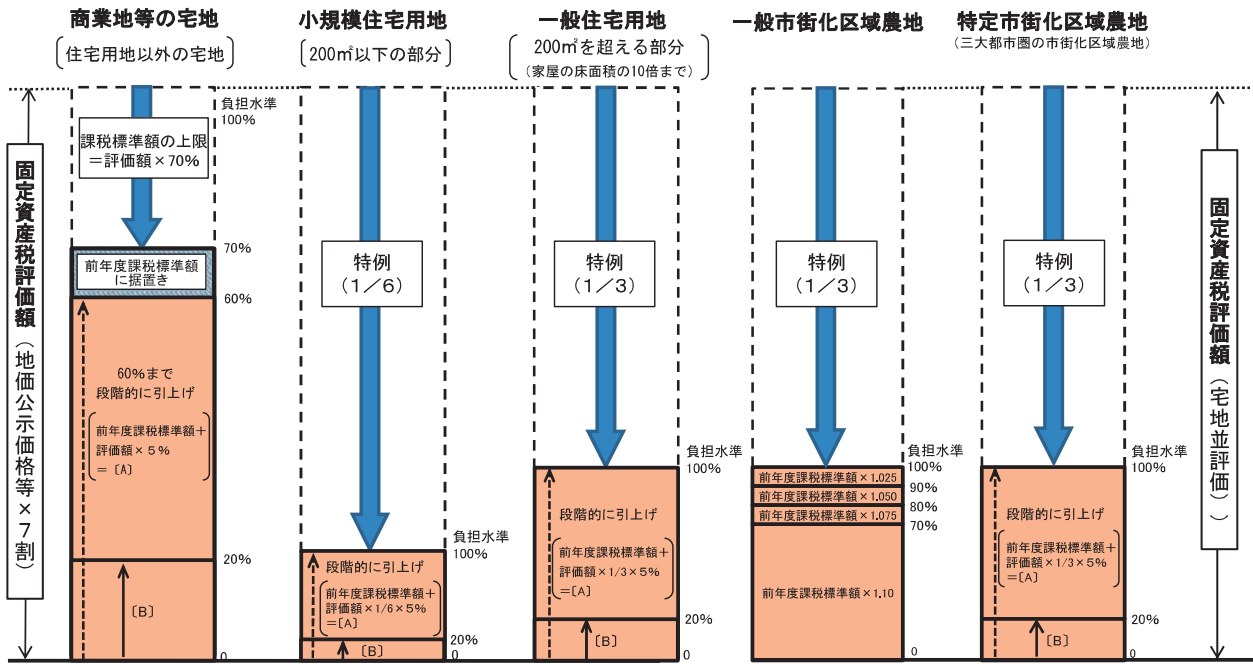 商業地等の宅地
住宅用地以外の宅地
小規模住宅用地
200㎡以下の部分
一般住宅用地
200㎡を超える部分
(家屋の床面積の10倍まで)
一般市街化区域農地
特定市街化区域農地
(三大都市圏の市街化区域農地)
固定資産税評価額(地価公示価格等×7割)
負担水準
100%
課税標準額の上限
=評価額×70%
70%
前年度課税標準額
に据置き
60%
60%まで
段階的に引上げ
前年度課税標準額+
評価額×5%
=〔A〕
20%
〔B〕
0
特例
(1/6)
負担水準
100%
段階的に引上げ
前年度課税標準額+
評価額×1/6×5%
=〔A〕
20%
〔B〕
0
特例
(1/3)
負担水準
100%
段階的に引上げ
前年度課税標準額+
評価額×1/3×5%
=〔A〕
20%
〔B〕
0
特例
(1/3)
負担水準
100%
前年度課税標準額×1.025
90%
前年度課税標準額×1.050
80%
前年度課税標準額×1.075
70%
前年度課税標準額×1.10
0
特例
(1/3)
負担水準
100%
段階的に引上げ
前年度課税標準額+
評価額×1/3×5%
=〔A〕
20%
〔B〕
0
固定資産税評価額(宅地並評価)